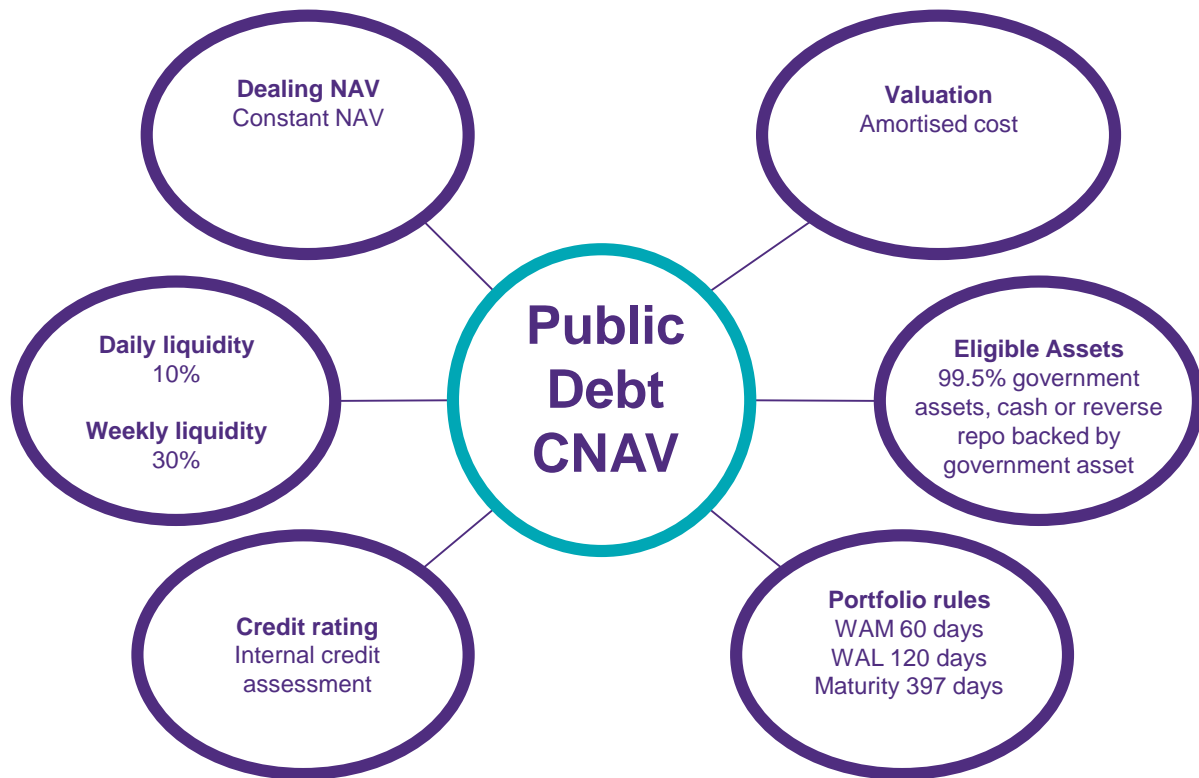 Dealing NAV
Constant NAV
Valuation
Amortised cost
Daily liquidity
10%
Weekly liquidity
30%
Public
Debt
CNAV
Eligible Assets
99.5% government
assets, cash or reverse
repo backed by
government asset
Credit rating
Internal credit
assessment
Portfolio rules
WAM 60 days
WAL 120 days
Maturity 397 days